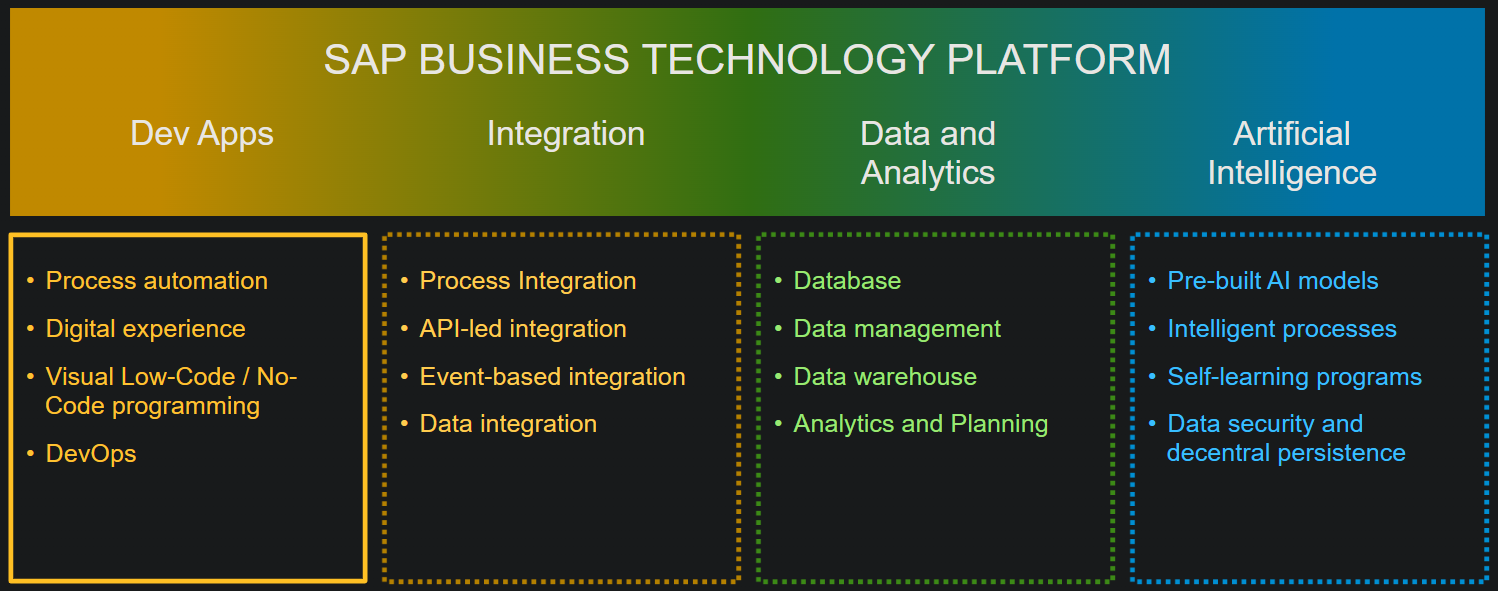 SAP BUSINESS TECHNOLOGY PLATFORM
Dev Apps
Integration
Data and
Analytics
Artificial
Intelligence
• Process automation
• Digital experience
• Visual Low-Code / No-
Code programming
• DevOps
• Process Integration
• API-led integration
• Event-based integration
• Data integration
• Database
• Data management
• Data warehouse
• Analytics and Planning
• Pre-built AI models
• Intelligent processes
• Self-learning programs
• Data security and
decentral persistence